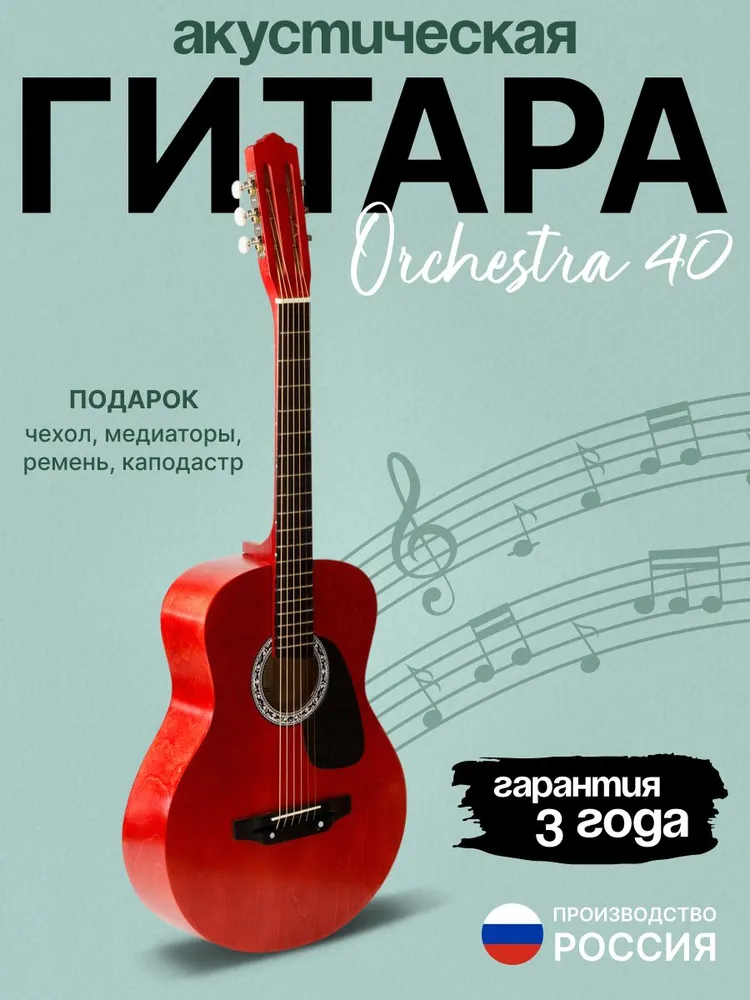 акустическая
ГИТАРА
Orchestra 40
ПОДАРОК
чехол, медиаторы,
ремень, каподастр
гарантия
3 года
ПРОИЗВОДСТВО
РОССИЯ